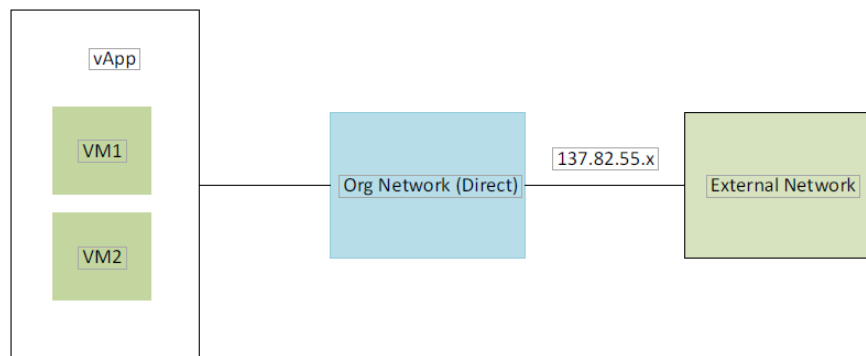 vApp
VM1
VM2
Org Network (Direct)
137.82.55.x
External Network